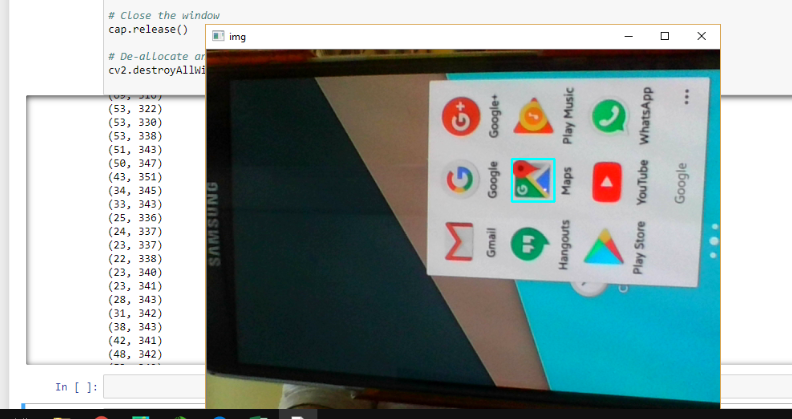 # Close the window
cap.release()
# De-allocate an
cv2.destroyAllWi
img
(53, 322)
(53, 330)
(53, 338)
(51, 343)
(50, 347)
(43, 351)
(34, 345)
(33, 343)
(25, 336)
(24, 337)
(23, 337)
(22, 338)
(23, 340)
(23, 341)
(28, 343)
(31, 342)
(38, 343)
(42, 341)
(48, 342)
In [ ]:
SAMSUNG
Google+
Play Music
WhatsApp
Google
Maps
YouTube
Gmail
Hangouts
Play Store
Google